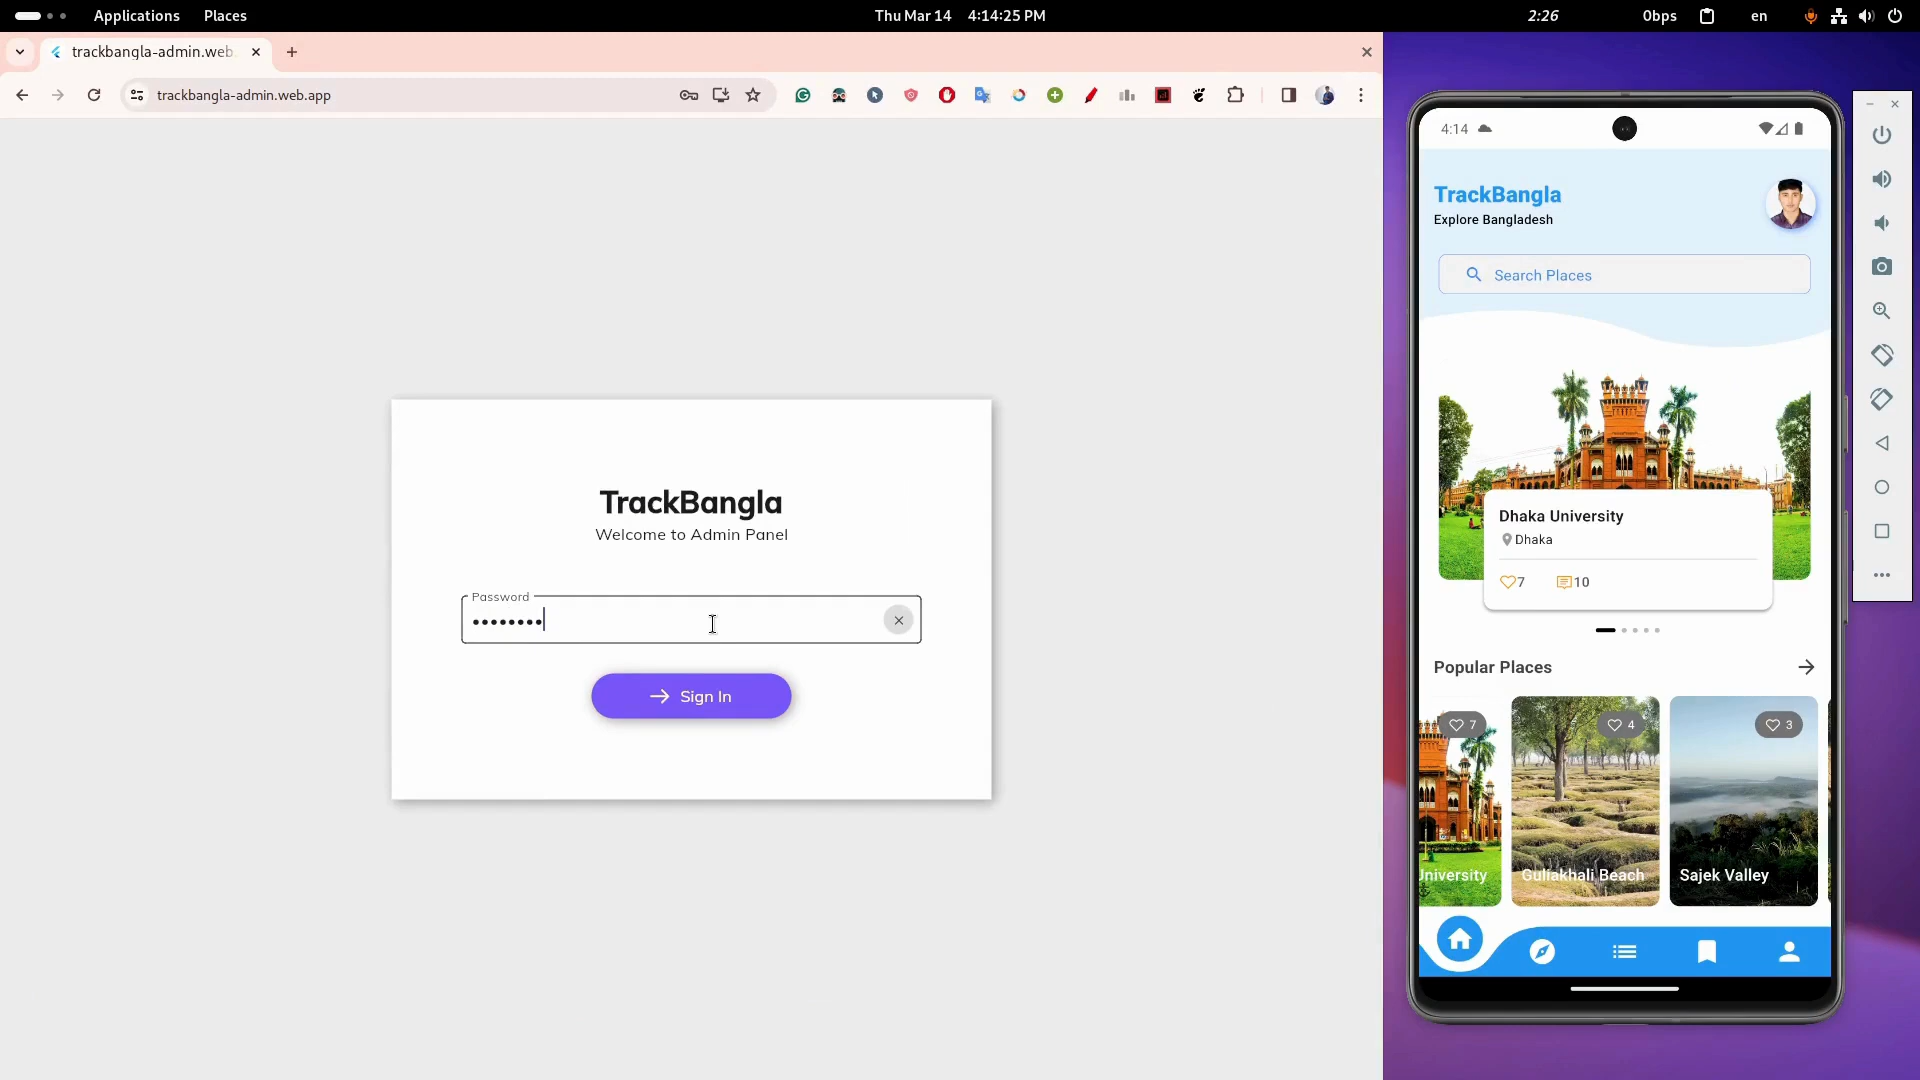 Applications Places Thu Mar 14 4:14:25 PM 2:26 0bps en
trackbangla-admin.web.
trackbangla-admin.web.app
TrackBangla
Welcome to Admin Panel
Password
••••••••
Sign In
4:14
TrackBangla
Explore Bangladesh
Search Places
Dhaka University
Dhaka
7 10
Popular Places
7 4 3
University Guliakhali Beach Sajek Valley